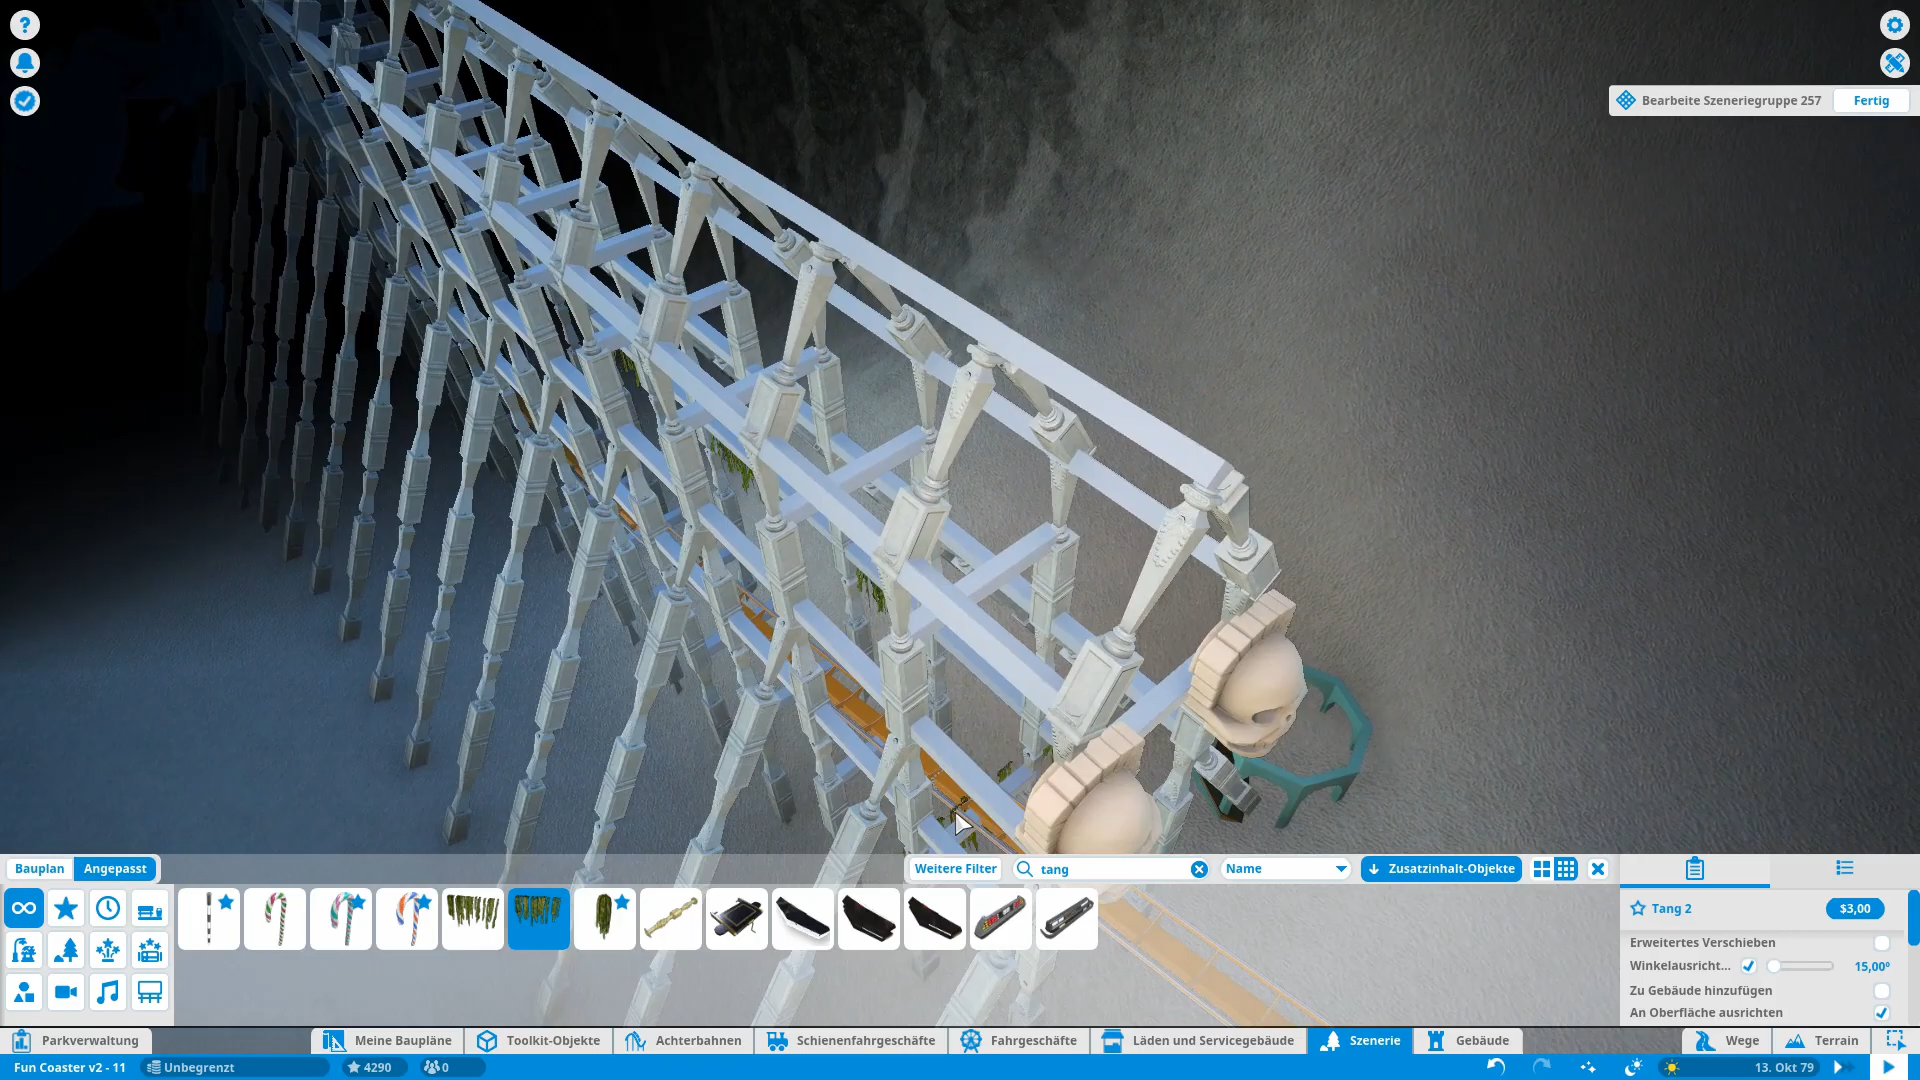 ?
Bearbeite Szeneriegruppe 257
Fertig
Bauplan
Angepasst
Weitere Filter
tang
Name
Zusatzinhalt-Objekte
Tang 2
$3,00
Erweitertes Verschieben
Winkelausricht...
15,00°
Zu Gebäude hinzufügen
An Oberfläche ausrichten
Parkverwaltung
Meine Baupläne
Toolkit-Objekte
Achterbahnen
Schienenfahrgeschäfte
Fahrgeschäfte
Läden und Servicegebäude
Szenerie
Gebäude
Wege
Terrain
Fun Coaster v2 - 11
Unbegrenzt
4290
0
13. Okt 79